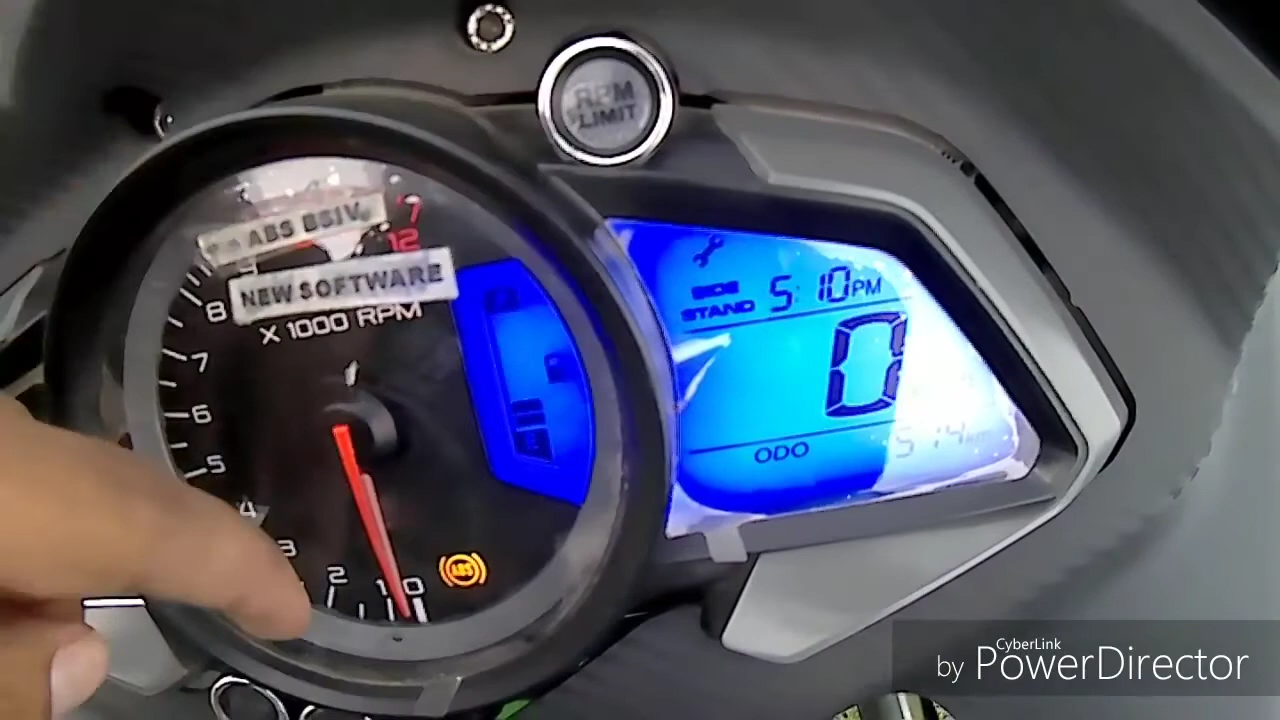 RPM
LIMIT
ABS BSIV
NEW SOFTWARE
X 1000 RPM
12
8
7
6
5
4
3
2
1
0
ABS
SIDE
STAND
5:10PM
0
ODO
CyberLink
by PowerDirector